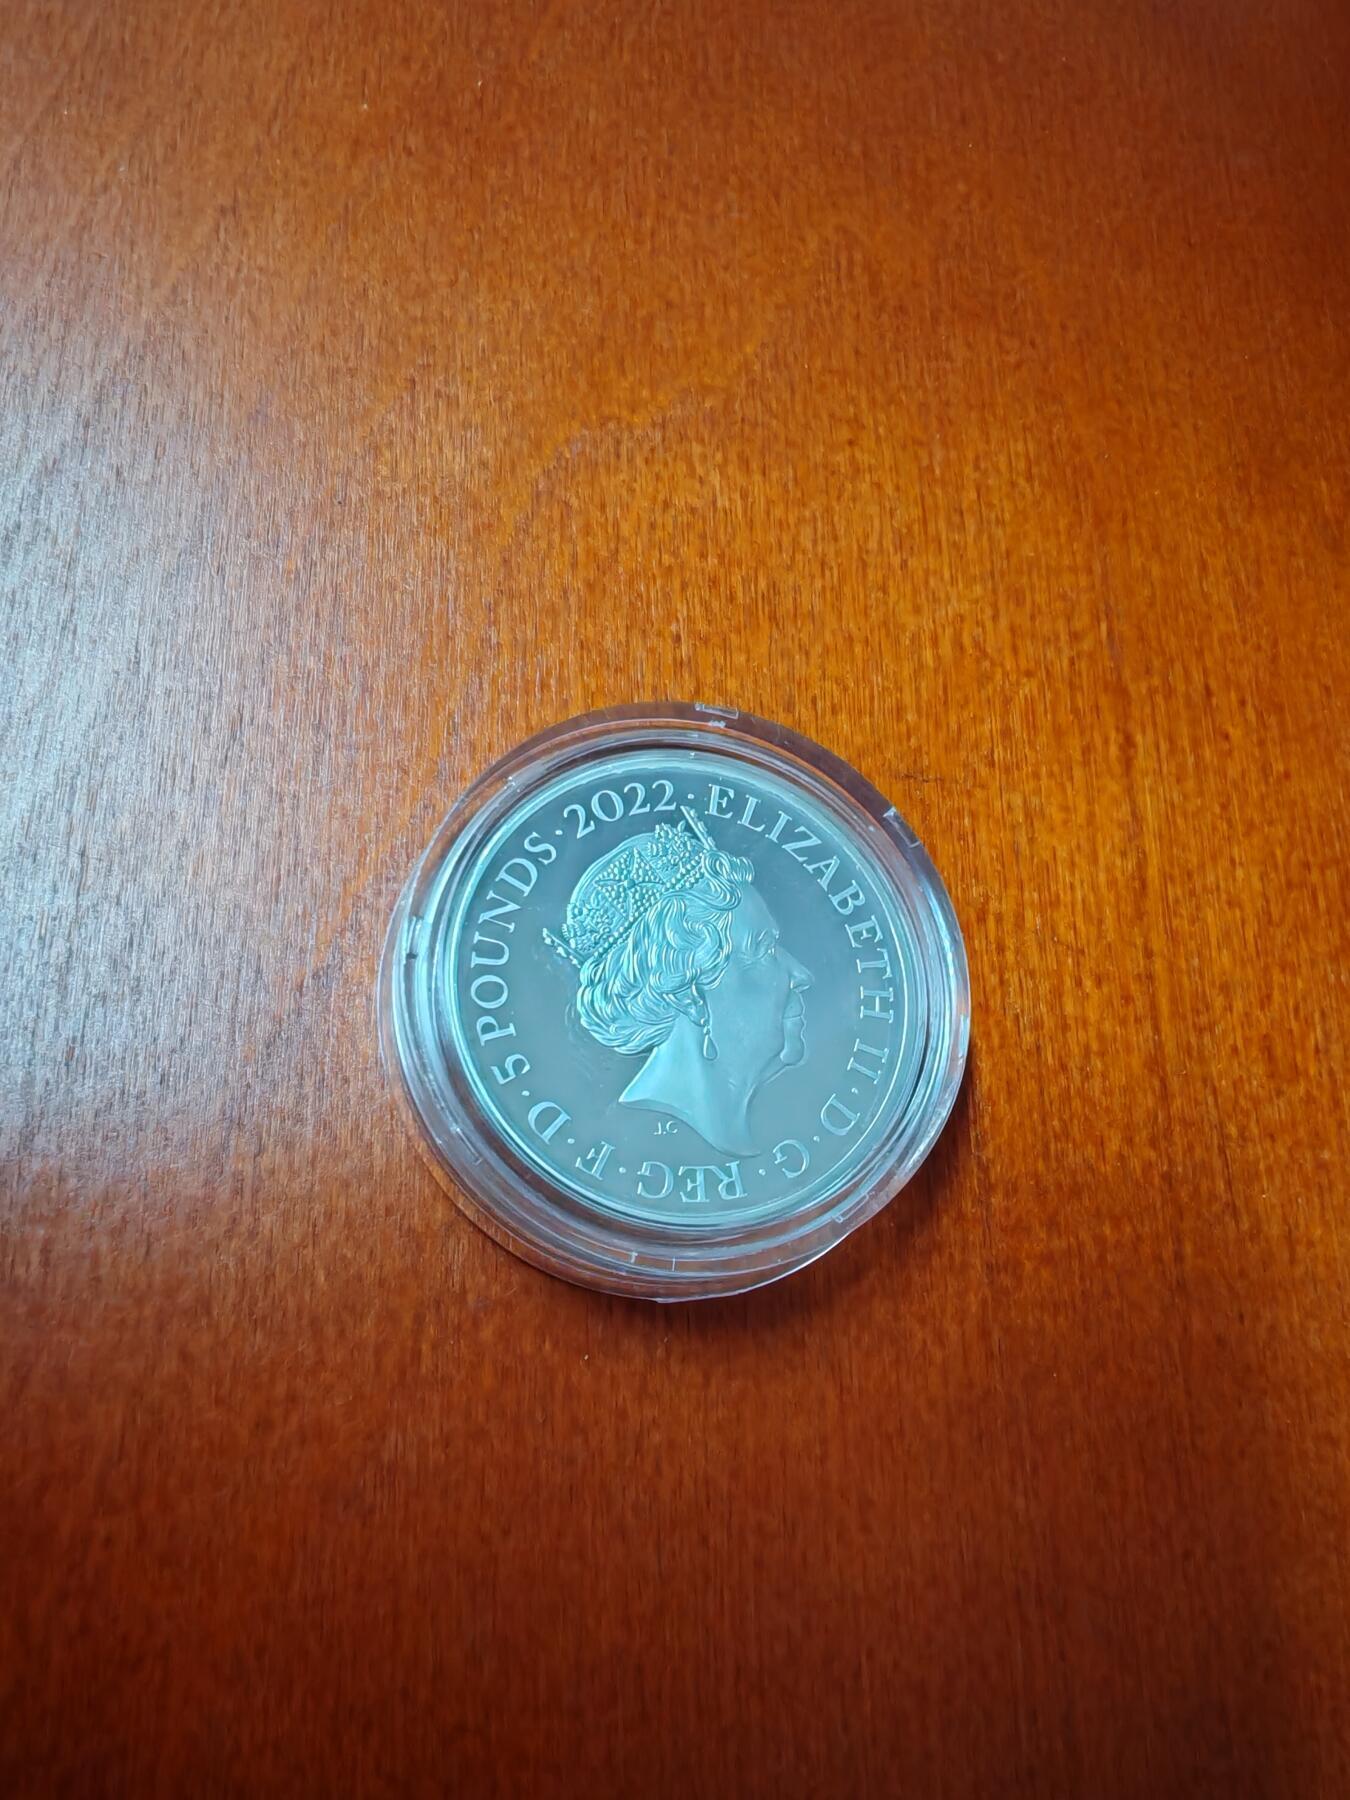 ELIZABETH II · D · G · REG · F · D · 5 POUNDS · 2022 ·
J.C